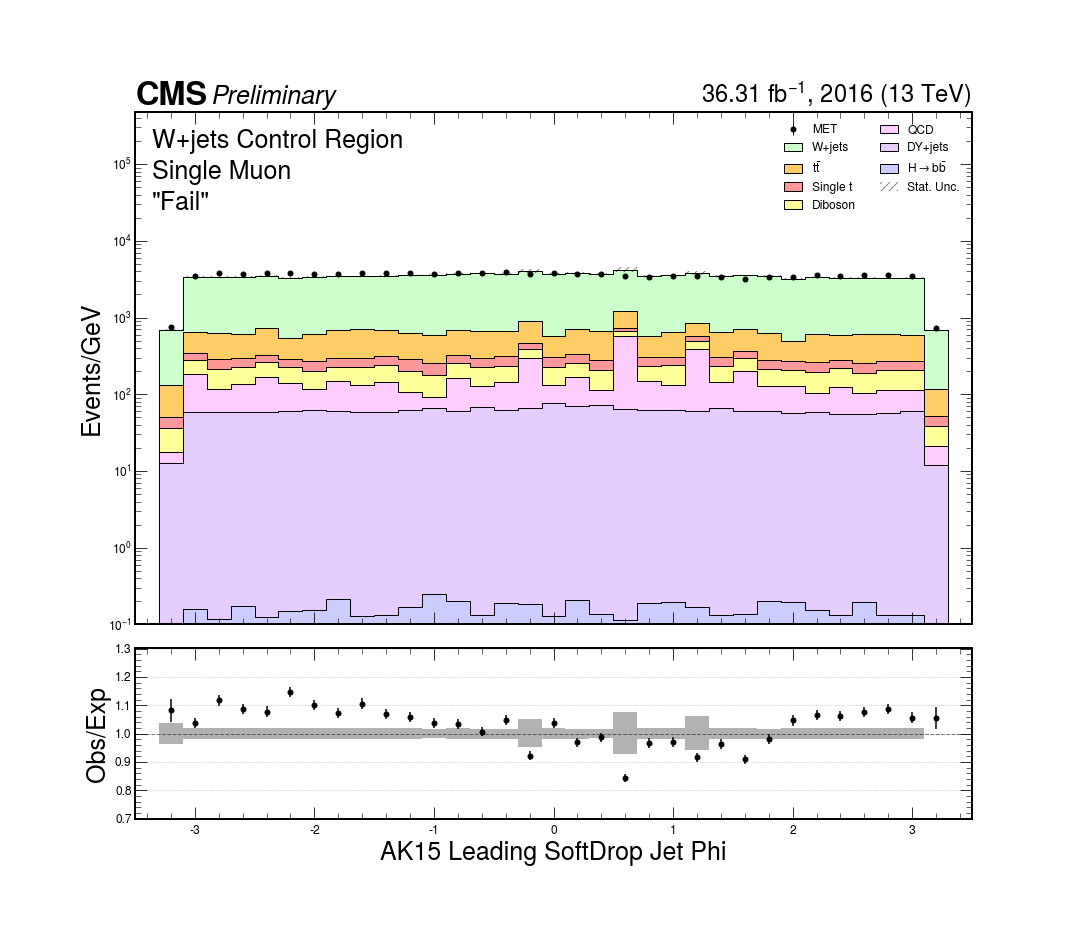 CMS Preliminary
36.31 fb⁻¹, 2016 (13 TeV)
W+jets Control Region
Single Muon
"Fail"
MET
W+jets
tt̄
Single t
Diboson
QCD
DY+jets
H→bb̄
Stat. Unc.
Events/GeV
10⁵
10⁴
10³
10²
10¹
10⁰
10⁻¹
Obs/Exp
1.3
1.2
1.1
1.0
0.9
0.8
0.7
-3 -2 -1 0 1 2 3
AK15 Leading SoftDrop Jet Phi